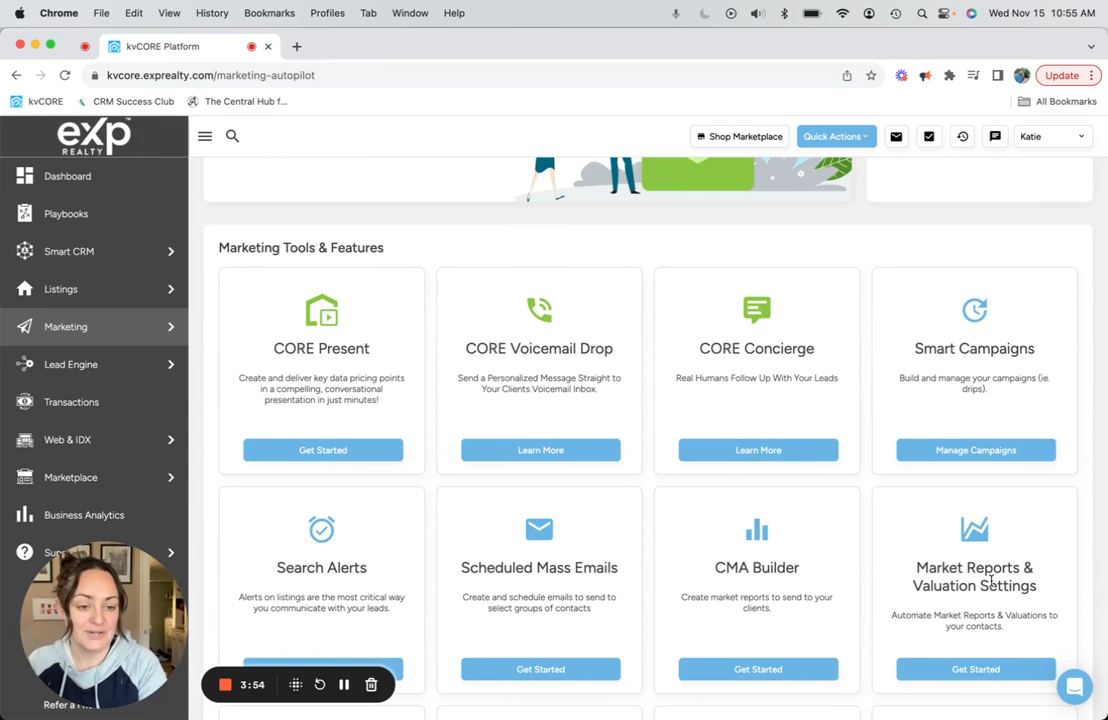 Chrome File Edit View History Bookmarks Profiles Tab Window Help Wed Nov 15 10:55 AM
kvCORE Platform
kvcore.exprealty.com/marketing-autopilot Update
kvCORE CRM Success Club The Central Hub f... All Bookmarks
exp REALTY
Shop Marketplace Quick Actions Katie
Dashboard
Playbooks
Smart CRM
Listings
Marketing
Lead Engine
Transactions
Web & IDX
Marketplace
Business Analytics
Marketing Tools & Features
CORE Present
Create and deliver key data pricing points
in a compelling, conversational
presentation in just minutes!
Get Started
CORE Voicemail Drop
Send a Personalized Message Straight to
Your Clients Voicemail Inbox.
Learn More
CORE Concierge
Real Humans Follow Up With Your Leads
Learn More
Smart Campaigns
Build and manage your campaigns (ie.
drips).
Manage Campaigns
Search Alerts
Alerts on listings are the most critical way
you communicate with your leads.
Scheduled Mass Emails
Create and schedule emails to send to
select groups of contacts
Get Started
CMA Builder
Create market reports to send to your
clients.
Get Started
Market Reports &
Valuation Settings
Automate Market Reports & Valuations to
your contacts.
Get Started
3:54
Refer a